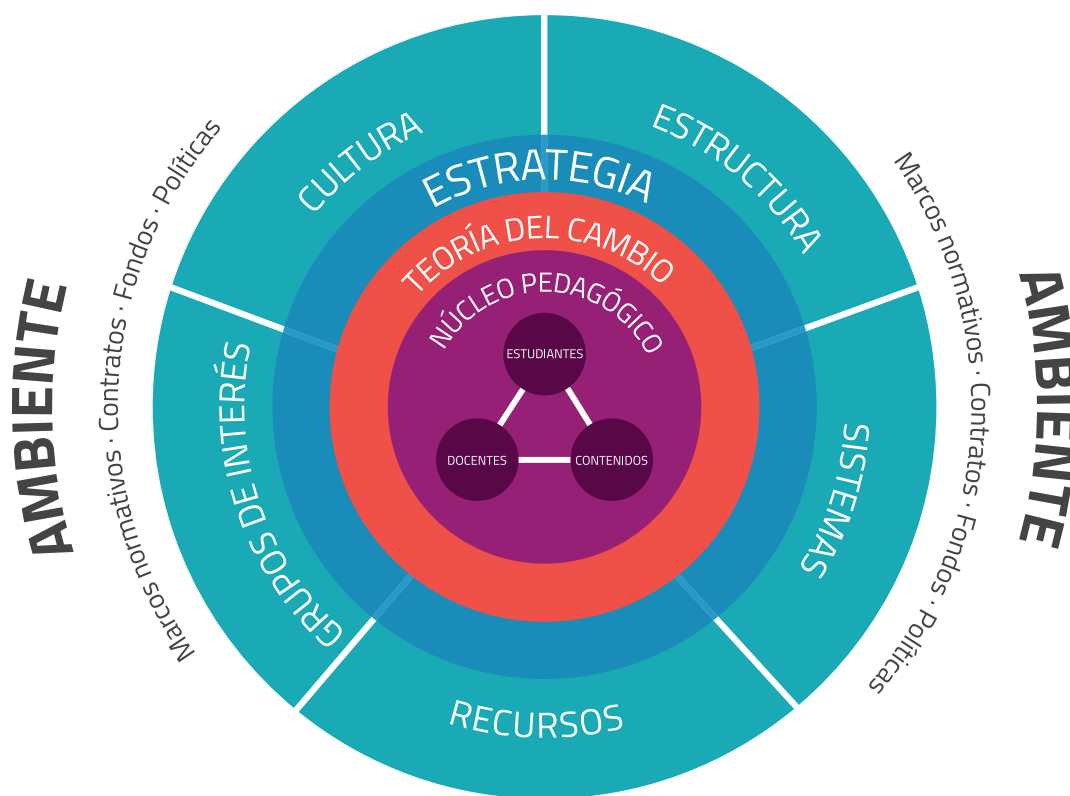 CULTURA
ESTRUCTURA
ESTRATEGIA
TEORÍA DEL CAMBIO
NÚCLEO PEDAGÓGICO
ESTUDIANTES
DOCENTES
CONTENIDOS
GRUPOS DE INTERÉS
SISTEMAS
RECURSOS
AMBIENTE
Marcos normativos · Contratos · Fondos · Políticas
Marcos normativos · Contratos · Fondos · Políticas
AMBIENTE